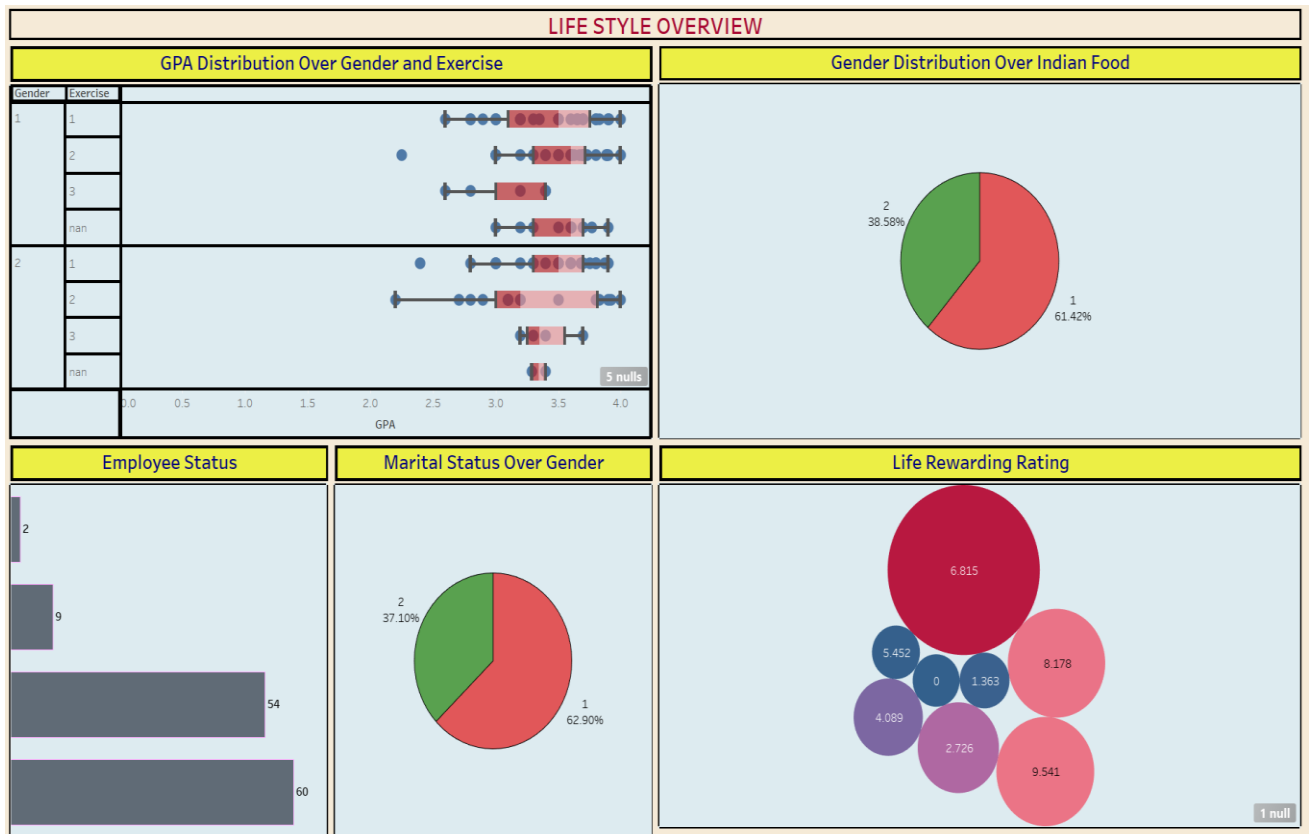 LIFE STYLE OVERVIEW
GPA Distribution Over Gender and Exercise
Gender Exercise
1 1
2
3
nan
2 1
2
3
nan
5 nulls
0.0 0.5 1.0 1.5 2.0 2.5 3.0 3.5 4.0
GPA
Gender Distribution Over Indian Food
2
38.58%
1
61.42%
Employee Status
2
9
54
60
Marital Status Over Gender
2
37.10%
1
62.90%
Life Rewarding Rating
6.815
5.452
8.178
0
1.363
4.089
2.726
9.541
1 null